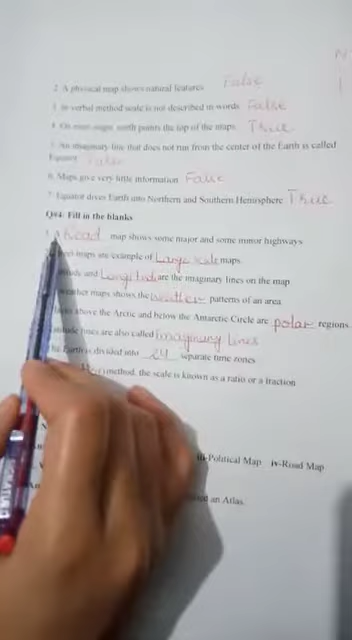 2. A physical map shows natural features. False
3. In verbal method scale is not described in words False
4. On most maps, north points the top of the maps. True
5. An imaginary line that does not run from the center of the Earth is called
Equator. False
6. Maps give very little information False
7. Equator dives Earth into Northern and Southern Hemisphere True
Q#4: Fill in the blanks
Road map shows some major and some minor highways
maps are example of Large scale maps.
and Longitude are the imaginary lines on the map
weather maps shows the weather patterns of an area
above the Arctic and below the Antarctic Circle are polar regions.
lines are also called imaginary lines
Earth is divided into 24 separate time zones
method, the scale is known as a ratio or a fraction
iii-Political Map iv-Road Map
an Atlas.